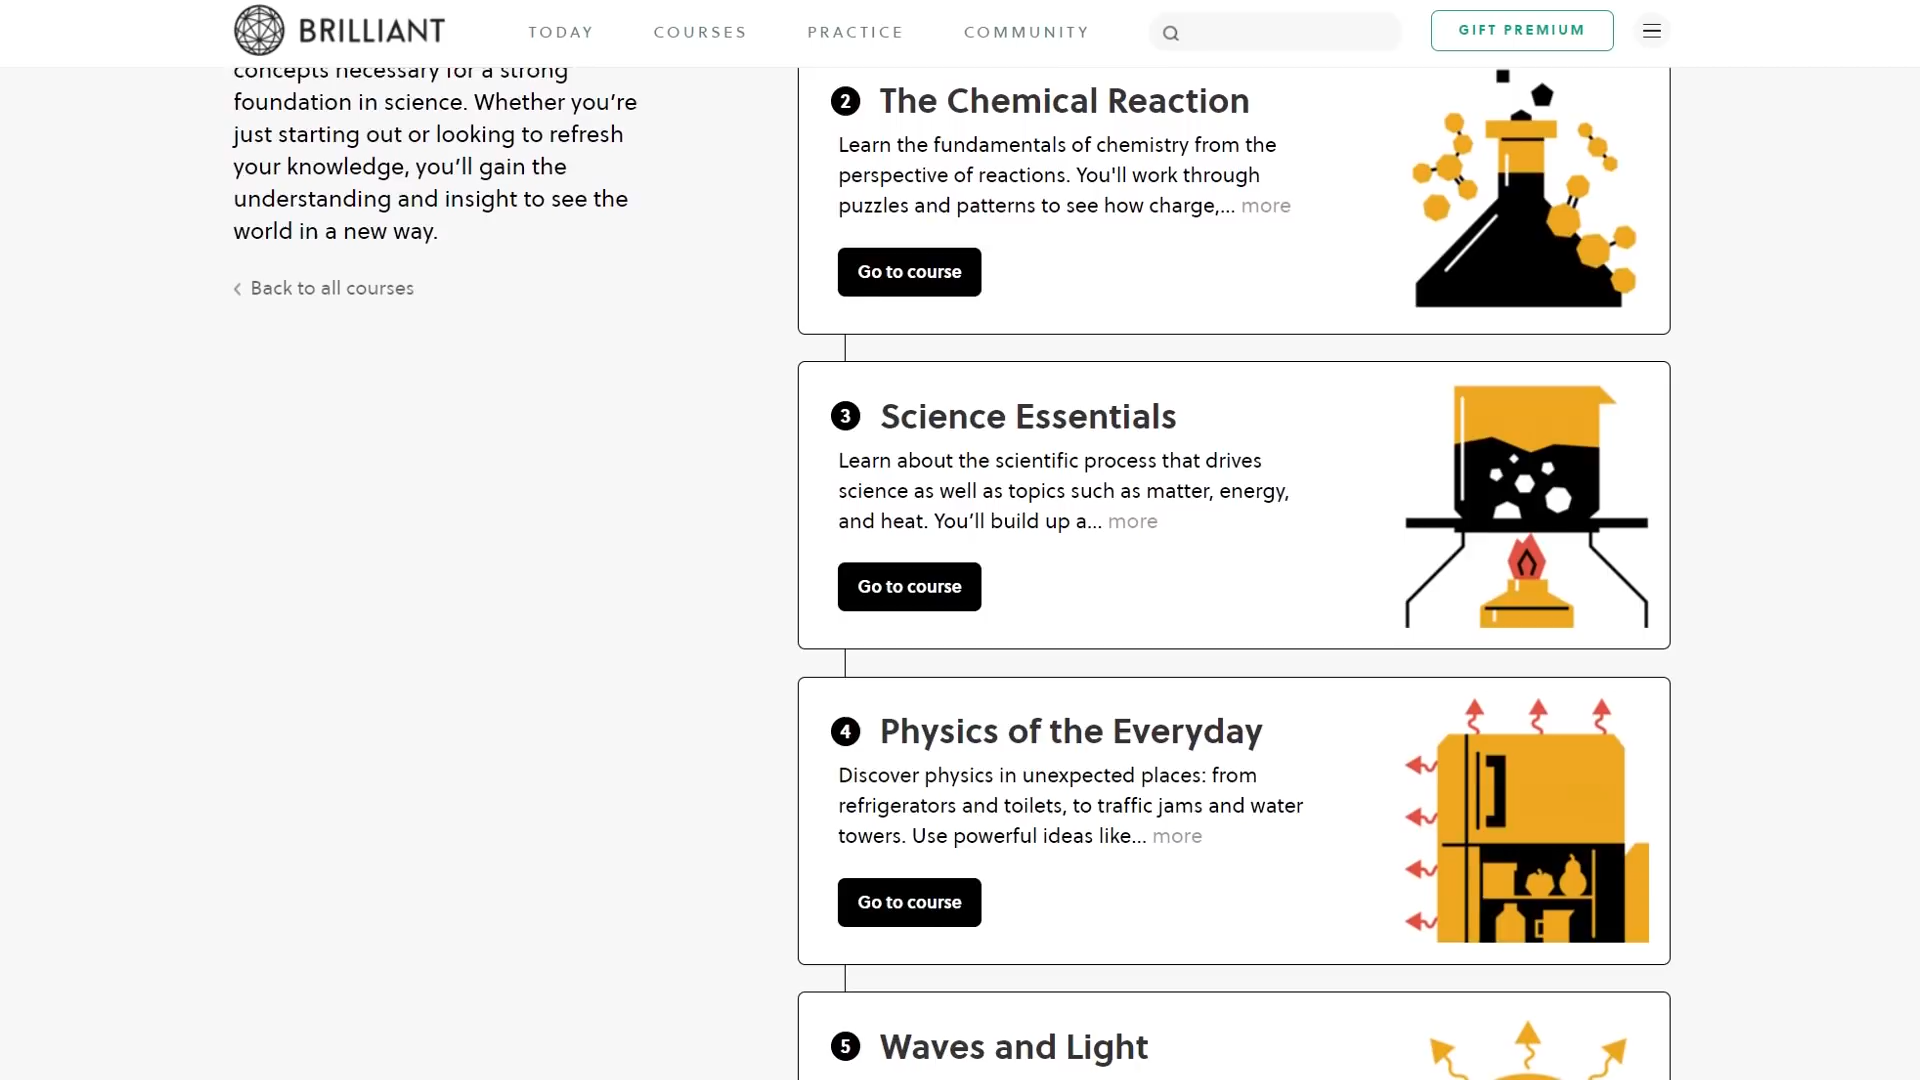 BRILLIANT
TODAY
COURSES
PRACTICE
COMMUNITY
GIFT PREMIUM
concepts necessary for a strong
foundation in science. Whether you’re
just starting out or looking to refresh
your knowledge, you’ll gain the
understanding and insight to see the
world in a new way.
Back to all courses
2 The Chemical Reaction
Learn the fundamentals of chemistry from the
perspective of reactions. You'll work through
puzzles and patterns to see how charge,... more
Go to course
3 Science Essentials
Learn about the scientific process that drives
science as well as topics such as matter, energy,
and heat. You’ll build up a... more
Go to course
4 Physics of the Everyday
Discover physics in unexpected places: from
refrigerators and toilets, to traffic jams and water
towers. Use powerful ideas like... more
Go to course
5 Waves and Light